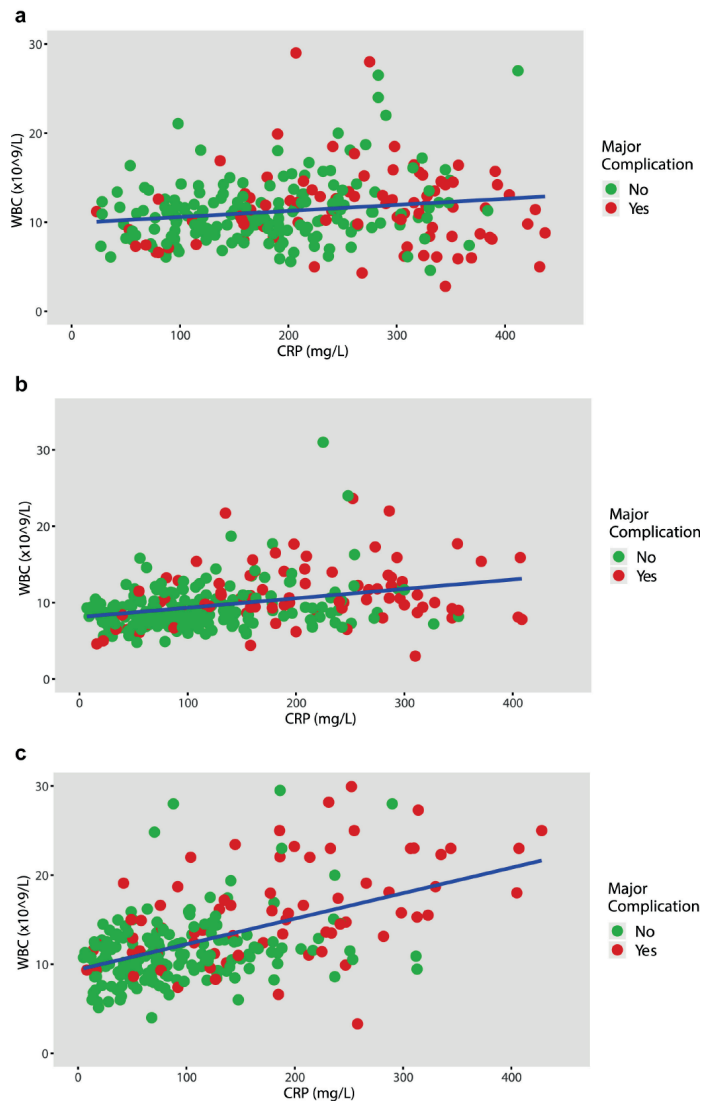 a
30
20
10
0
WBC (x10^9/L)
0 100 200 300 400
CRP (mg/L)
Major
Complication
No
Yes
b
30
20
10
0
WBC (x10^9/L)
0 100 200 300 400
CRP (mg/L)
Major
Complication
No
Yes
c
30
20
10
0
WBC (x10^9/L)
0 100 200 300 400
CRP (mg/L)
Major
Complication
No
Yes